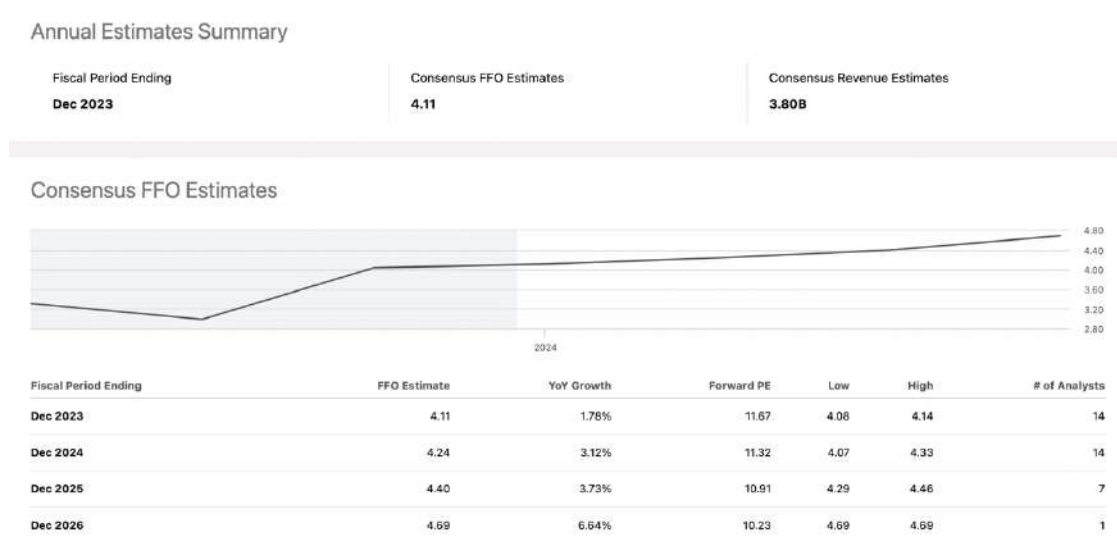 Annual Estimates Summary
Fiscal Period Ending Consensus FFO Estimates Consensus Revenue Estimates
Dec 2023 4.11 3.80B
Consensus FFO Estimates
4.80
4.40
4.00
3.60
3.20
2.80
2024
Fiscal Period Ending FFO Estimate YoY Growth Forward PE Low High # of Analysts
Dec 2023 4.11 1.78% 11.67 4.08 4.14 14
Dec 2024 4.24 3.12% 11.32 4.07 4.33 14
Dec 2025 4.40 3.73% 10.91 4.29 4.46 7
Dec 2026 4.69 6.64% 10.23 4.69 4.69 1